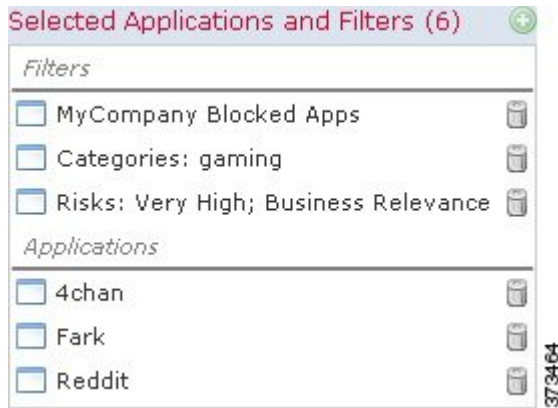 Selected Applications and Filters (6)
Filters
MyCompany Blocked Apps
Categories: gaming
Risks: Very High; Business Relevance
Applications
4chan
Fark
Reddit
373464